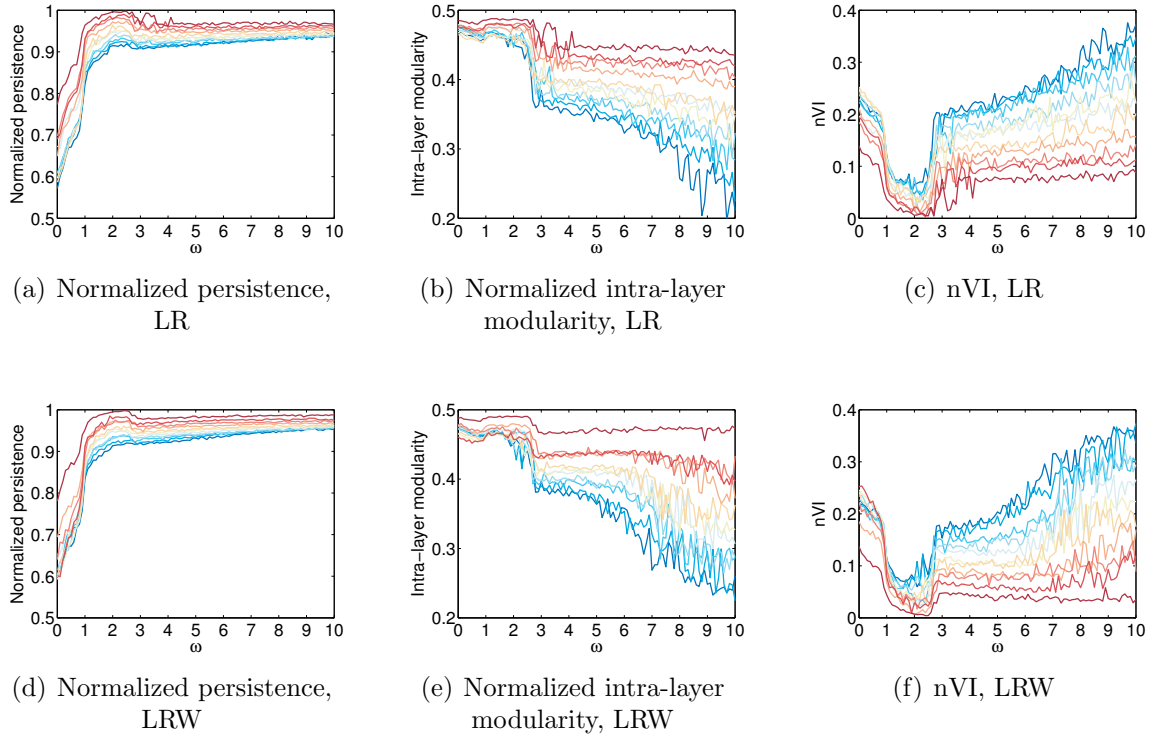 1
0.9
0.8
0.7
0.6
0.5
Normalized persistence
0 1 2 3 4 5 6 7 8 9 10
ω
0.5
0.4
0.3
0.2
Intra-layer modularity
0 1 2 3 4 5 6 7 8 9 10
ω
0.4
0.3
0.2
0.1
0
nVI
0 1 2 3 4 5 6 7 8 9 10
ω
(a) Normalized persistence,
LR
(b) Normalized intra-layer
modularity, LR
(c) nVI, LR
1
0.9
0.8
0.7
0.6
0.5
Normalized persistence
0 1 2 3 4 5 6 7 8 9 10
ω
0.5
0.4
0.3
0.2
Intra-layer modularity
0 1 2 3 4 5 6 7 8 9 10
ω
0.4
0.3
0.2
0.1
0
nVI
0 1 2 3 4 5 6 7 8 9 10
ω
(d) Normalized persistence,
LRW
(e) Normalized intra-layer
modularity, LRW
(f) nVI, LRW